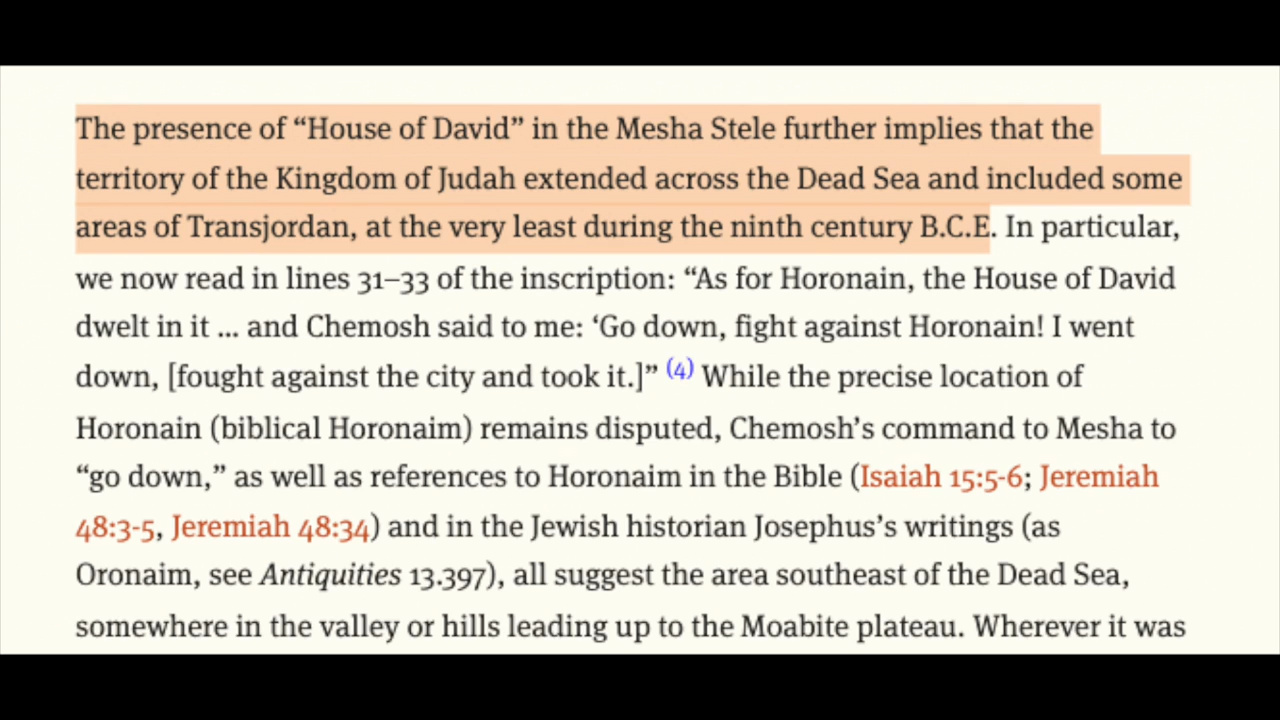 The presence of “House of David” in the Mesha Stele further implies that the
territory of the Kingdom of Judah extended across the Dead Sea and included some
areas of Transjordan, at the very least during the ninth century B.C.E. In particular,
we now read in lines 31–33 of the inscription: “As for Horonain, the House of David
dwelt in it ... and Chemosh said to me: ‘Go down, fight against Horonain! I went
down, [fought against the city and took it.]” (4) While the precise location of
Horonain (biblical Horonaim) remains disputed, Chemosh’s command to Mesha to
“go down,” as well as references to Horonaim in the Bible (Isaiah 15:5-6; Jeremiah
48:3-5, Jeremiah 48:34) and in the Jewish historian Josephus’s writings (as
Oronaim, see Antiquities 13.397), all suggest the area southeast of the Dead Sea,
somewhere in the valley or hills leading up to the Moabite plateau. Wherever it was